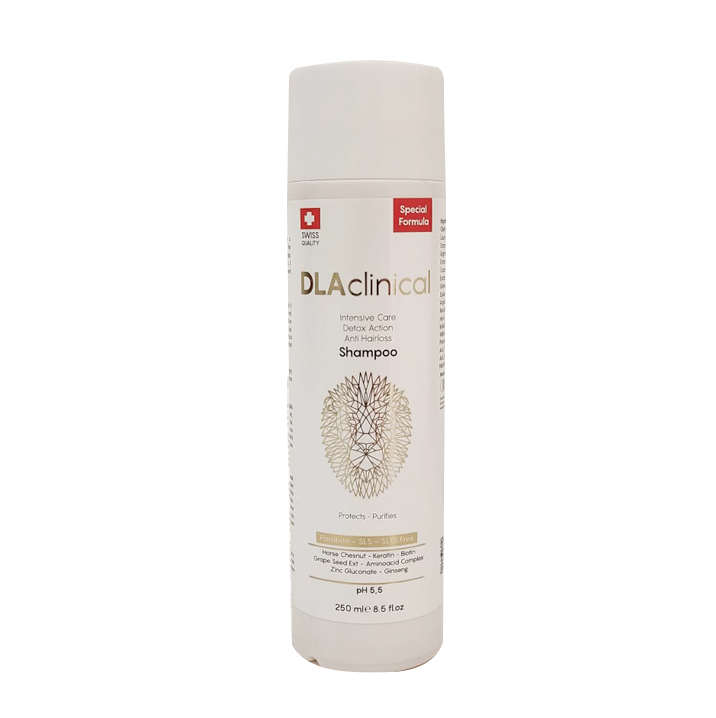 SWISS
QUALITY
Special
Formula
DLAclinical
Intensive Care
Detox Action
Anti Hairloss
Shampoo
Protects - Purifies
Paraben - SLS - SLES Free
Horse Chesnut - Keratin - Biotin
Grape Seed Ext - Aminoacid Complex
Zinc Gluconate - Ginseng
pH 5,5
250 ml℮ 8.5 fl.oz